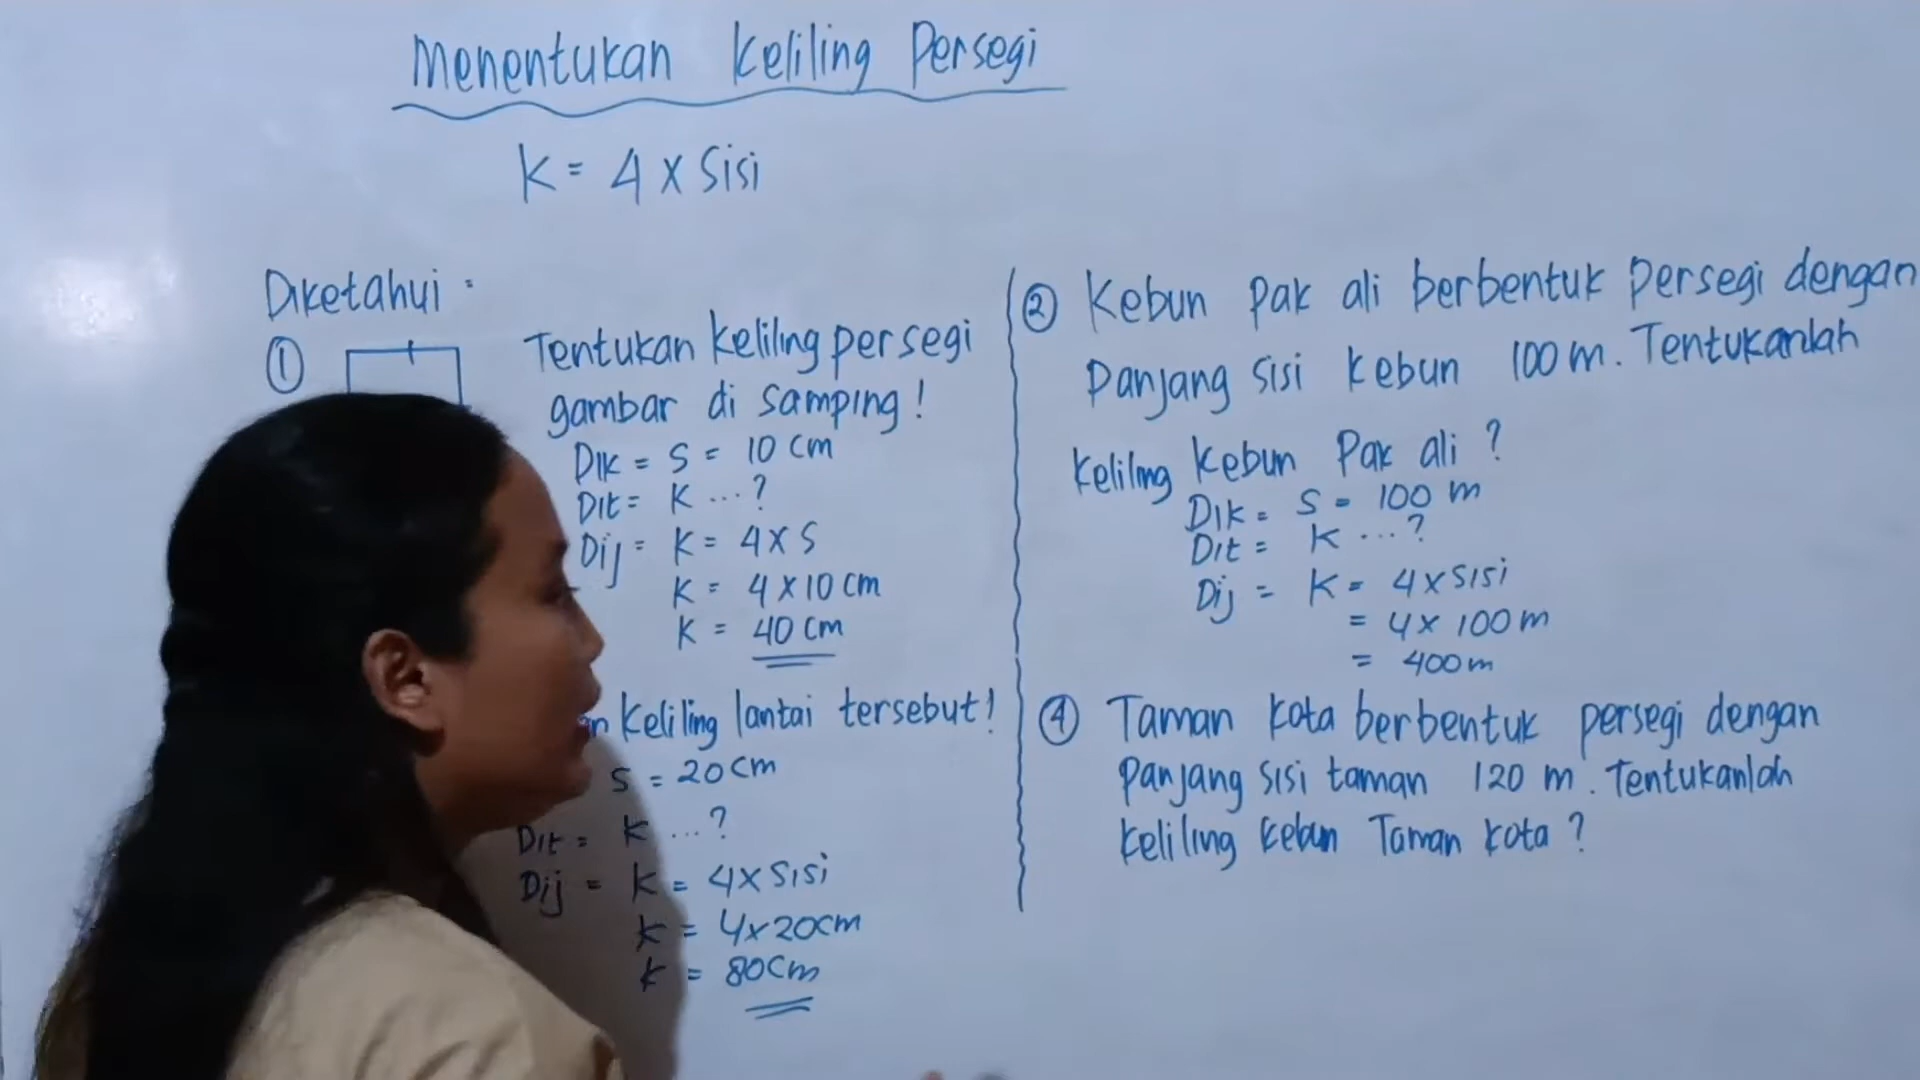 Menentukan Keliling Persegi
K = 4 x Sisi
Diketahui :
①
Tentukan Keliling persegi
gambar di samping!
Dik = S = 10 cm
Dit = K ...?
Dij = K = 4 x S
K = 4 x 10 cm
K = 40 cm
Keliling lantai tersebut!
S = 20 cm
Dit = K ...?
Dij = K = 4 x Sisi
K = 4 x 20 cm
K = 80 cm
② Kebun Pak ali berbentuk Persegi dengan
Panjang Sisi Kebun 100 m. Tentukanlah
Keliling Kebun Pak ali ?
Dik = S = 100 m
Dit = K ...?
Dij = K = 4 x Sisi
= 4 x 100 m
= 400 m
④ Taman Kota berbentuk persegi dengan
Panjang Sisi taman 120 m. Tentukanlah
Keliling Kebun Taman Kota ?